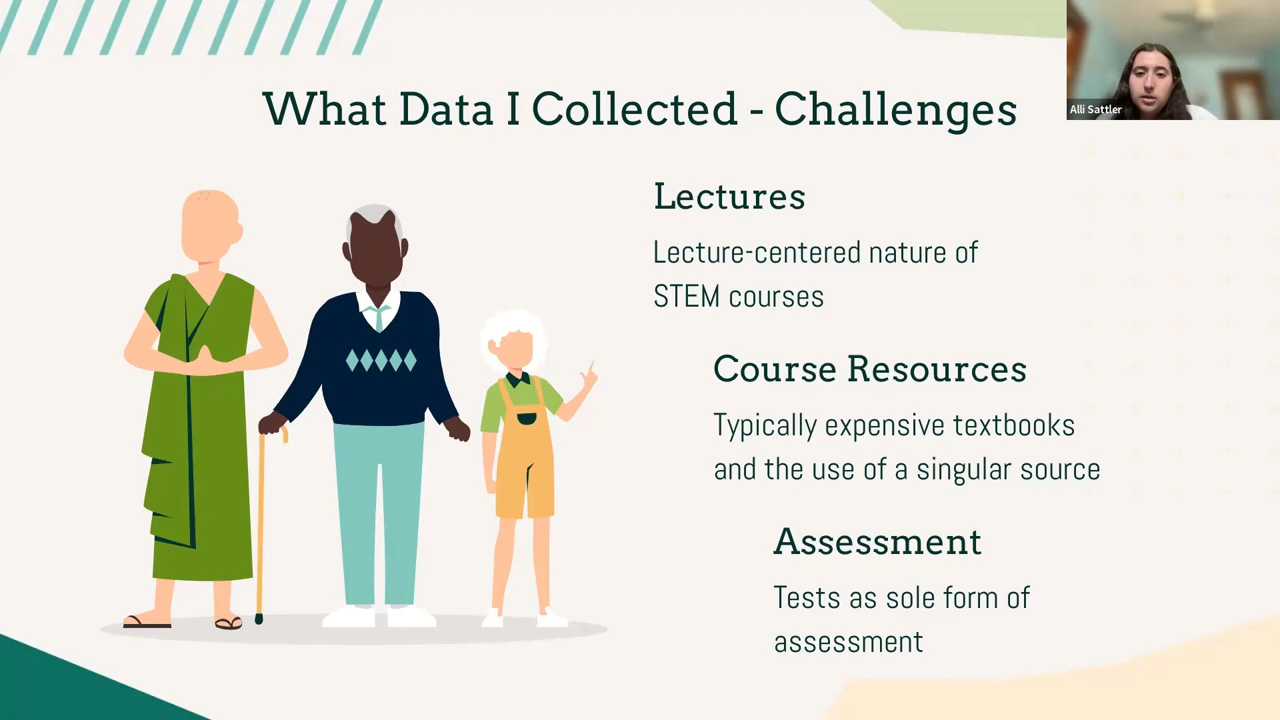 What Data I Collected - Challenges
Alli Sattler
Lectures
Lecture-centered nature of
STEM courses
Course Resources
Typically expensive textbooks
and the use of a singular source
Assessment
Tests as sole form of
assessment